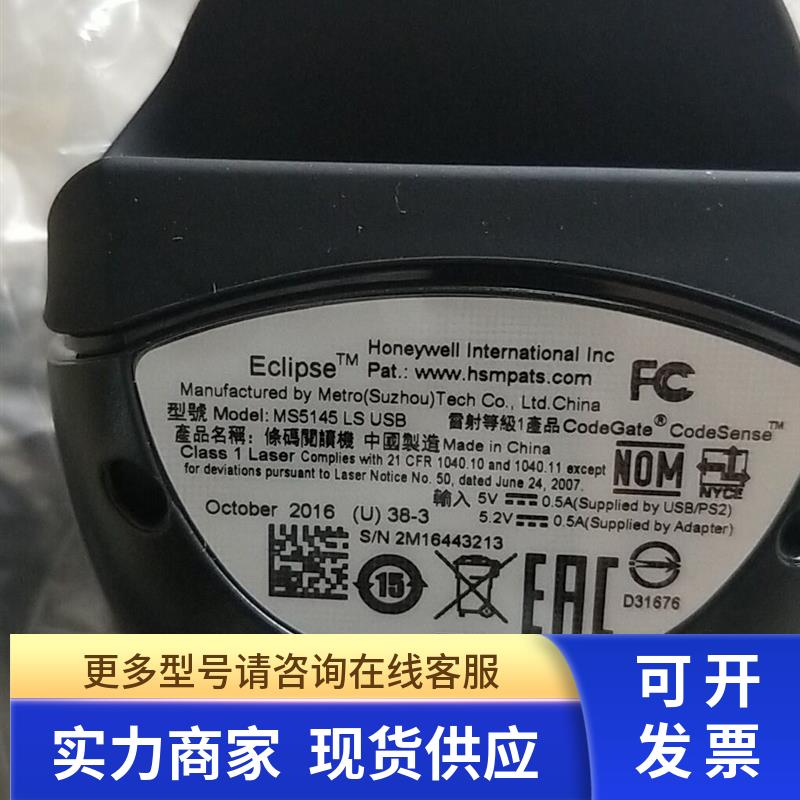 Eclipse™ Honeywell International Inc
Pat.: www.hsmpats.com
FC
Manufactured by Metro(Suzhou)Tech Co., Ltd.China
型號 Model: MS5145 LS USB 雷射等級1產品 CodeGate® CodeSense™
產品名稱: 條碼閱讀機 中國製造 Made in China
Class 1 Laser Complies with 21 CFR 1040.10 and 1040.11 except
for deviations pursuant to Laser Notice No. 50, dated June 24, 2007.
NOM
NYCE
輸入 5V 0.5A(Supplied by USB/PS2)
5.2V 0.5A(Supplied by Adapter)
October 2016 (U) 38-3
S/N 2M16443213
15
EAC
D31676
更多型号请咨询在线客服
实力商家 现货供应
可开
发票